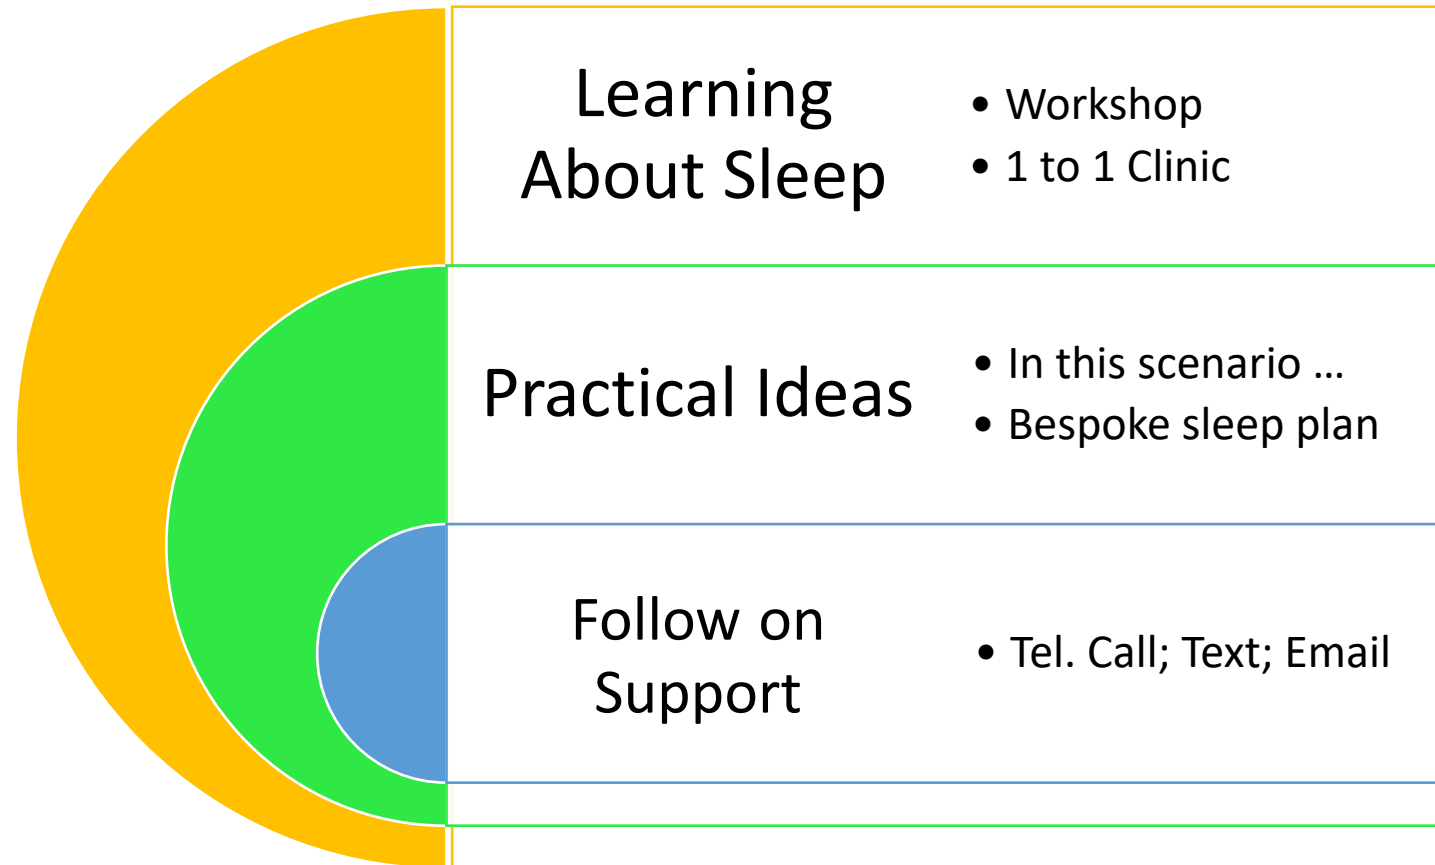 Learning
About Sleep
• Workshop
• 1 to 1 Clinic
Practical Ideas
• In this scenario ...
• Bespoke sleep plan
Follow on
Support
• Tel. Call; Text; Email